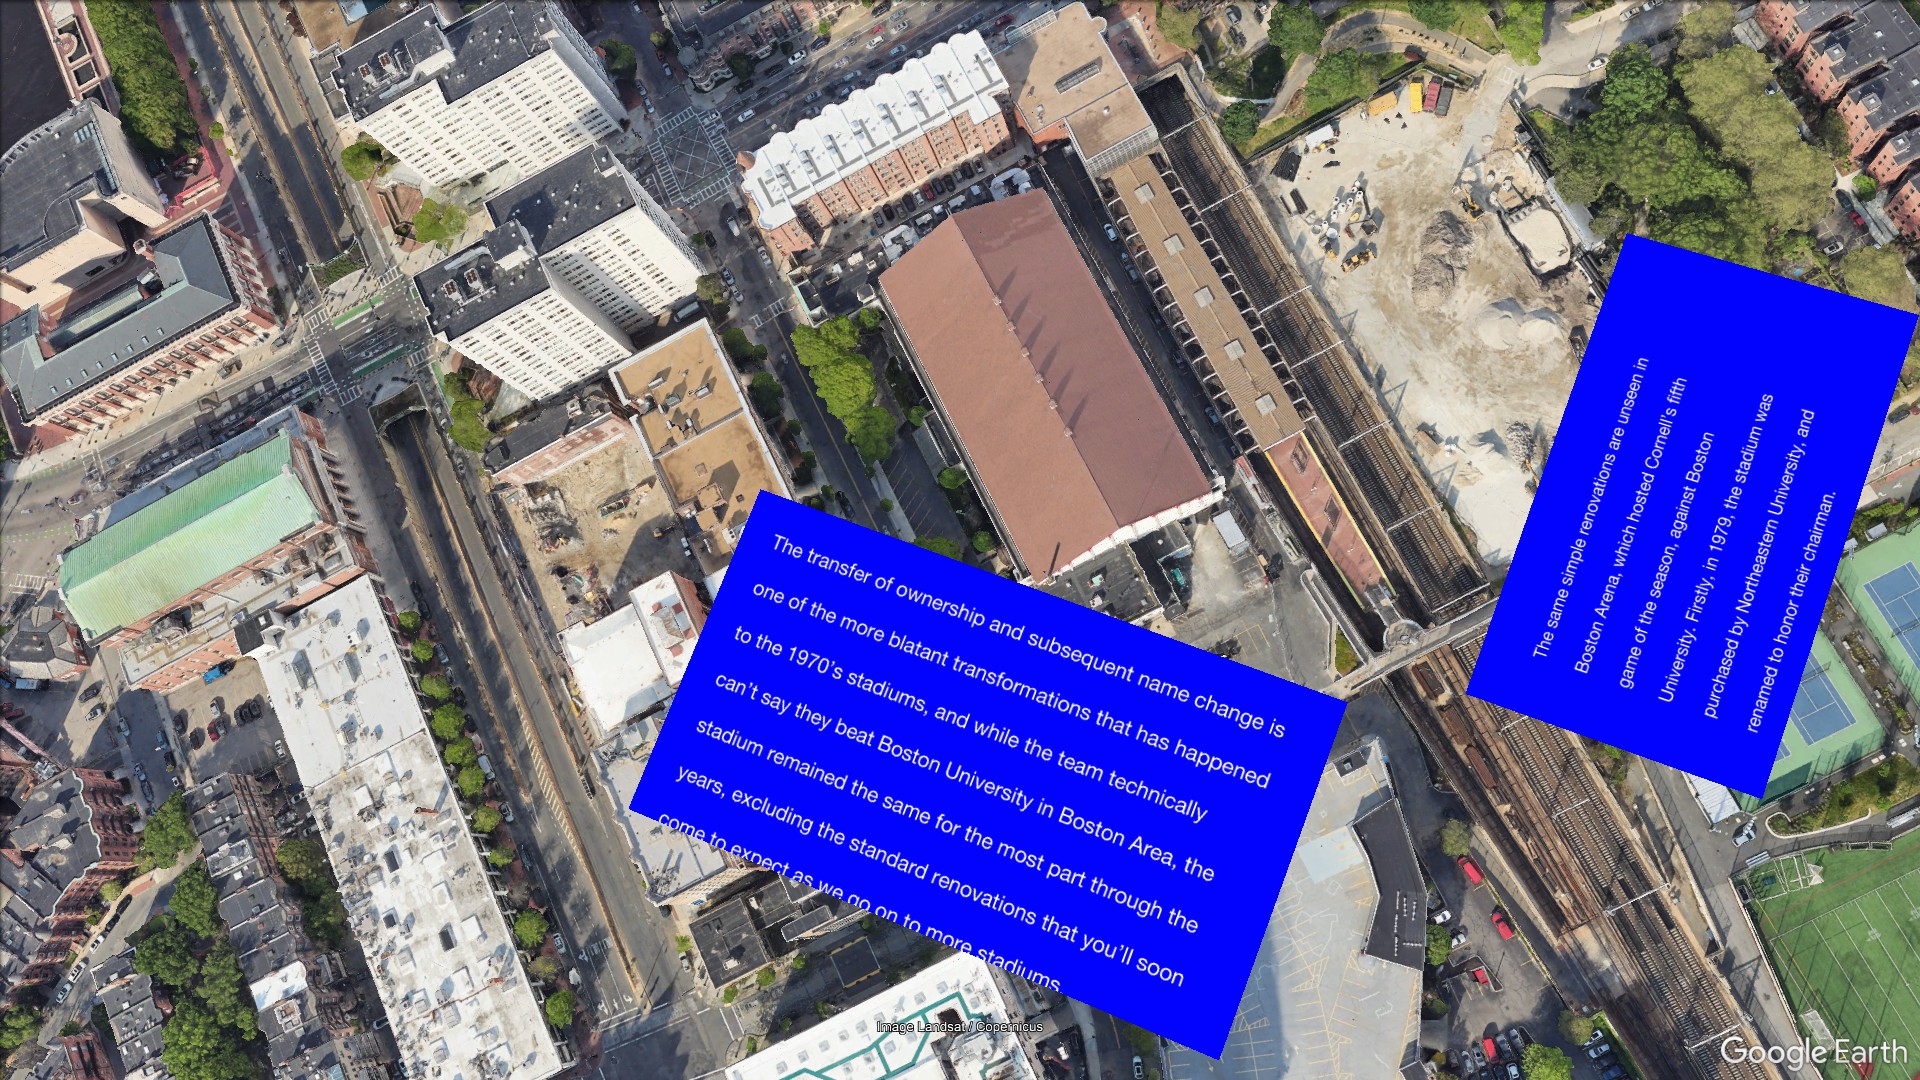 The same simple renovations are unseen in
Boston Arena, which hosted Cornell's fifth
game of the season, against Boston
University. Firstly, in 1979, the stadium was
purchased by Northeastern University, and
renamed to honor their chairman.
The transfer of ownership and subsequent name change is
one of the more blatant transformations that has happened
to the 1970's stadiums, and while the team technically
can't say they beat Boston University in Boston Area, the
stadium remained the same for the most part through the
years, excluding the standard renovations that you'll soon
come to expect as we go on to more stadiums
Image Landsat / Copernicus
Google Earth